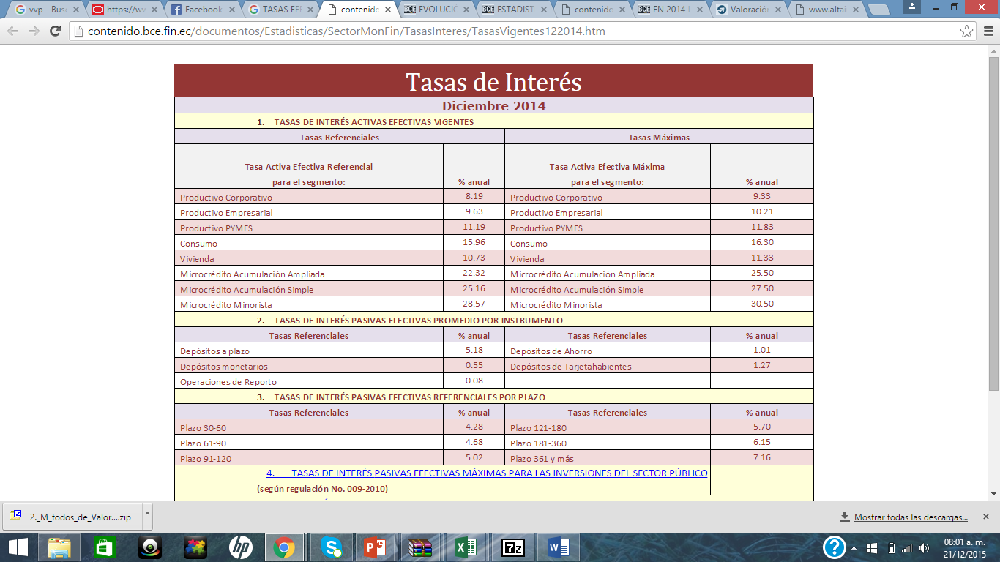 vvp - Busc
https://ww
Facebook
TASAS EFE
contenido
BCE EVOLUCIÓ
BCE ESTADIST
contenido
BCE EN 2014 L
Valoración
www.altai
contenido.bce.fin.ec/documentos/Estadisticas/SectorMonFin/TasasInteres/TasasVigentes122014.htm
Tasas de Interés
Diciembre 2014
1. TASAS DE INTERÉS ACTIVAS EFECTIVAS VIGENTES
Tasas Referenciales Tasas Máximas
Tasa Activa Efectiva Referencial Tasa Activa Efectiva Máxima
para el segmento: % anual para el segmento: % anual
Productivo Corporativo 8.19 Productivo Corporativo 9.33
Productivo Empresarial 9.63 Productivo Empresarial 10.21
Productivo PYMES 11.19 Productivo PYMES 11.83
Consumo 15.96 Consumo 16.30
Vivienda 10.73 Vivienda 11.33
Microcrédito Acumulación Ampliada 22.32 Microcrédito Acumulación Ampliada 25.50
Microcrédito Acumulación Simple 25.16 Microcrédito Acumulación Simple 27.50
Microcrédito Minorista 28.57 Microcrédito Minorista 30.50
2. TASAS DE INTERÉS PASIVAS EFECTIVAS PROMEDIO POR INSTRUMENTO
Tasas Referenciales % anual Tasas Referenciales % anual
Depósitos a plazo 5.18 Depósitos de Ahorro 1.01
Depósitos monetarios 0.55 Depósitos de Tarjetahabientes 1.27
Operaciones de Reporto 0.08
3. TASAS DE INTERÉS PASIVAS EFECTIVAS REFERENCIALES POR PLAZO
Tasas Referenciales % anual Tasas Referenciales % anual
Plazo 30-60 4.28 Plazo 121-180 5.70
Plazo 61-90 4.68 Plazo 181-360 6.15
Plazo 91-120 5.02 Plazo 361 y más 7.16
4. TASAS DE INTERÉS PASIVAS EFECTIVAS MÁXIMAS PARA LAS INVERSIONES DEL SECTOR PÚBLICO
(según regulación No. 009-2010)
2._M_todos_de_Valor....zip
Mostrar todas las descargas...
08:01 a. m.
21/12/2015